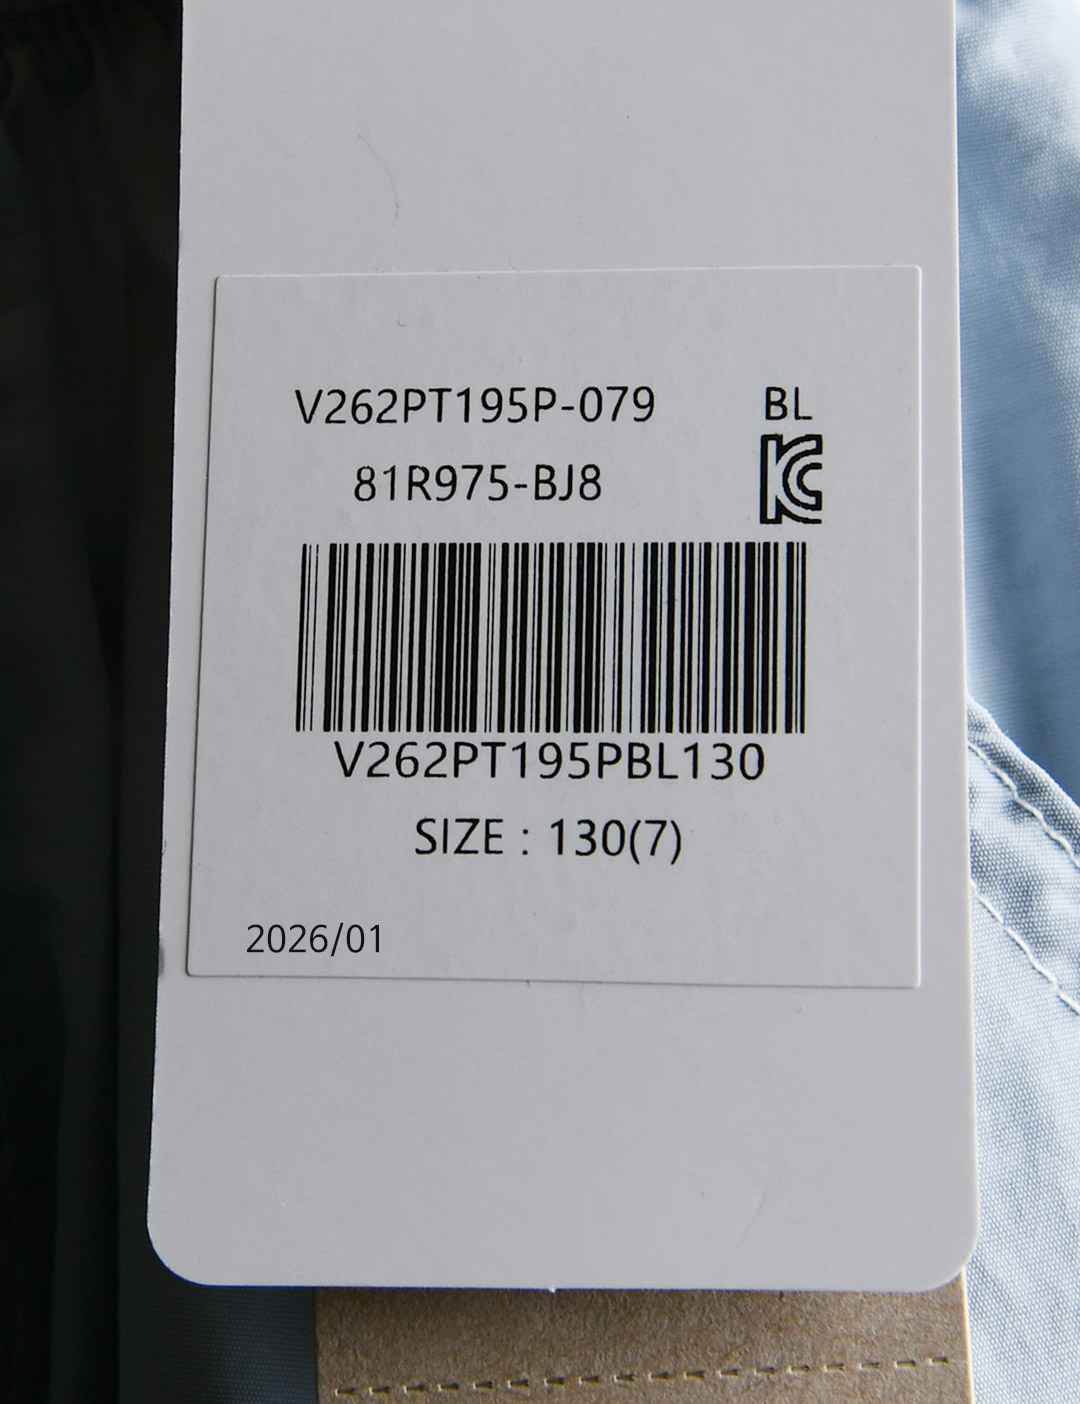 V262PT195P-079 BL
81R975-BJ8
V262PT195PBL130
SIZE : 130(7)
2026/01